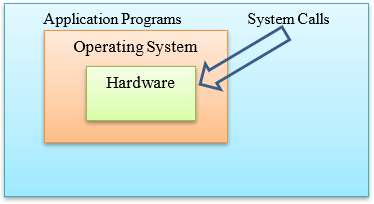 Application Programs
System Calls
Operating System
Hardware